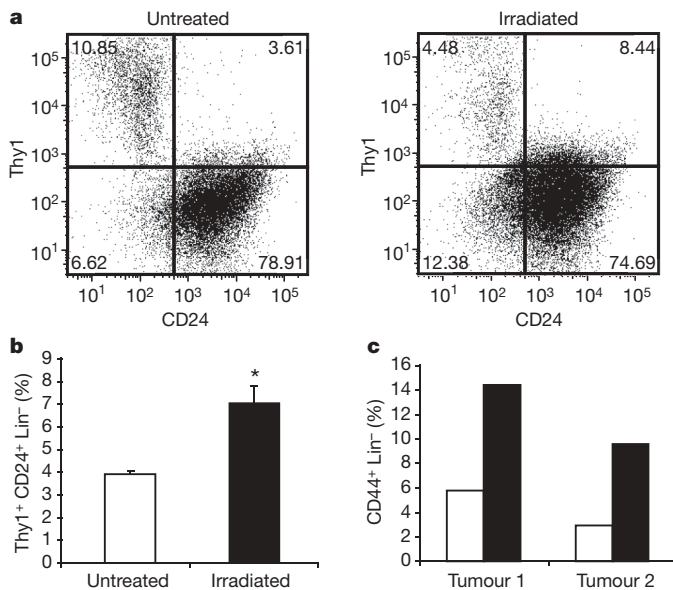 a
Untreated
10.85 3.61
10⁵
10⁴
10³
10²
10¹
Thy1
6.62 78.91
10¹ 10² 10³ 10⁴ 10⁵
CD24
Irradiated
4.48 8.44
10⁵
10⁴
10³
10²
10¹
Thy1
12.38 74.69
10¹ 10² 10³ 10⁴ 10⁵
CD24
b
Thy1⁺ CD24⁺ Lin⁻ (%)
9
8
7
6
5
4
3
2
1
0
*
Untreated Irradiated
c
CD44⁺ Lin⁻ (%)
16
14
12
10
8
6
4
2
0
Tumour 1 Tumour 2